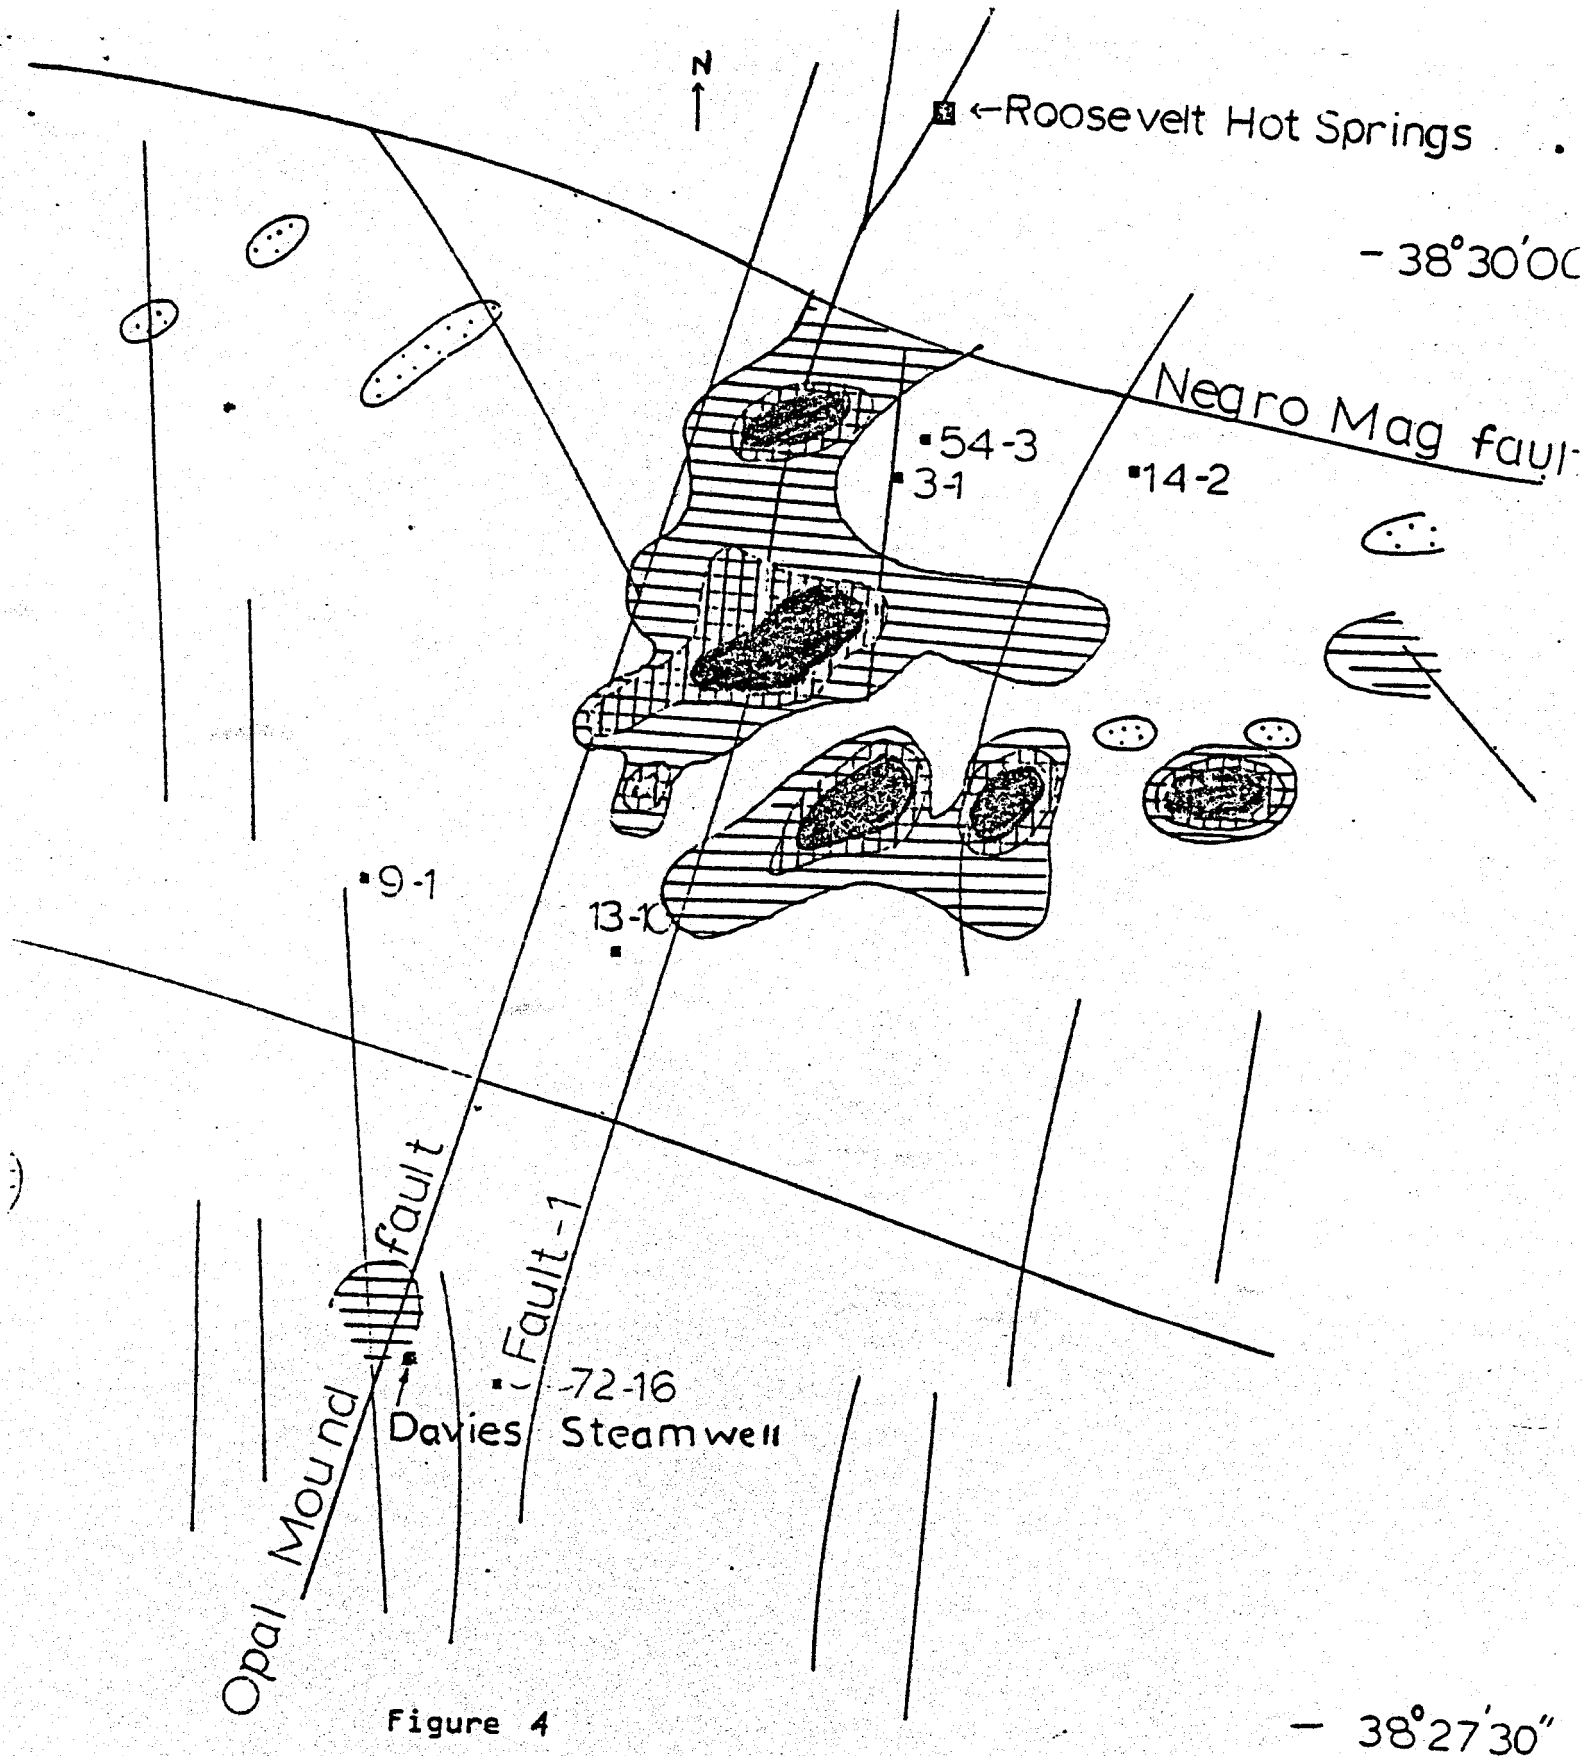 N
←Roosevelt Hot Springs
- 38°30'00
Negro Mag faul
54-3
3-1
14-2
9-1
13-10
Opal Mound fault
Fault-1
72-16
Davies Steamwell
Figure 4
- 38°27'30"